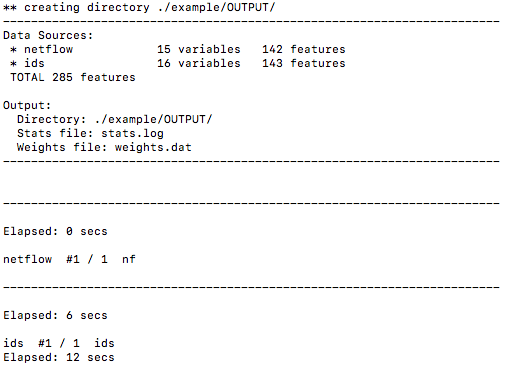 ** creating directory ./example/OUTPUT/
-----------------------------------------------------------------------
Data Sources:
 * netflow            15 variables   142 features
 * ids                16 variables   143 features
 TOTAL 285 features
Output:
  Directory: ./example/OUTPUT/
  Stats file: stats.log
  Weights file: weights.dat
-----------------------------------------------------------------------
-----------------------------------------------------------------------
Elapsed: 0 secs
netflow  #1 / 1  nf
-----------------------------------------------------------------------
Elapsed: 6 secs
ids  #1 / 1  ids
Elapsed: 12 secs